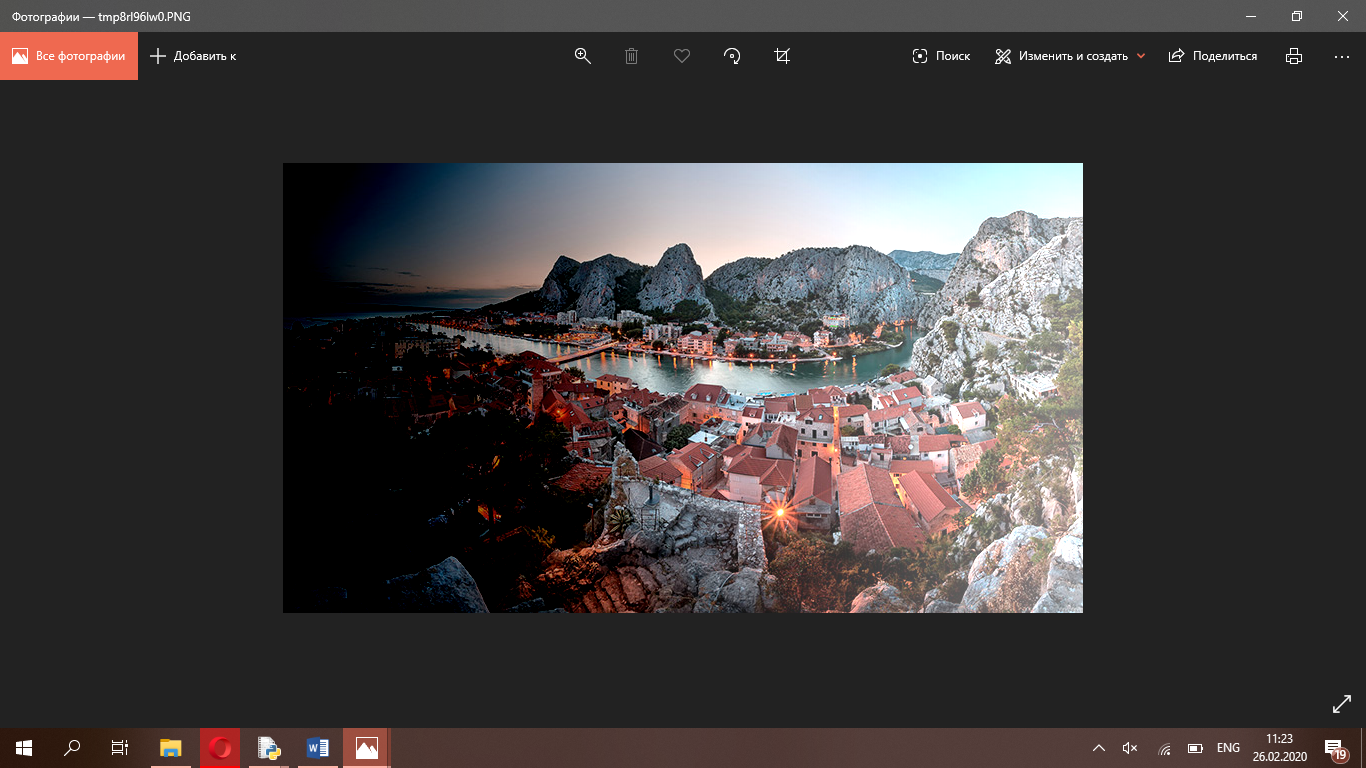 Фотографии — tmp8rl96lw0.PNG
Все фотографии
Добавить к
Поиск
Изменить и создать
Поделиться
W
ENG
11:23
26.02.2020
19